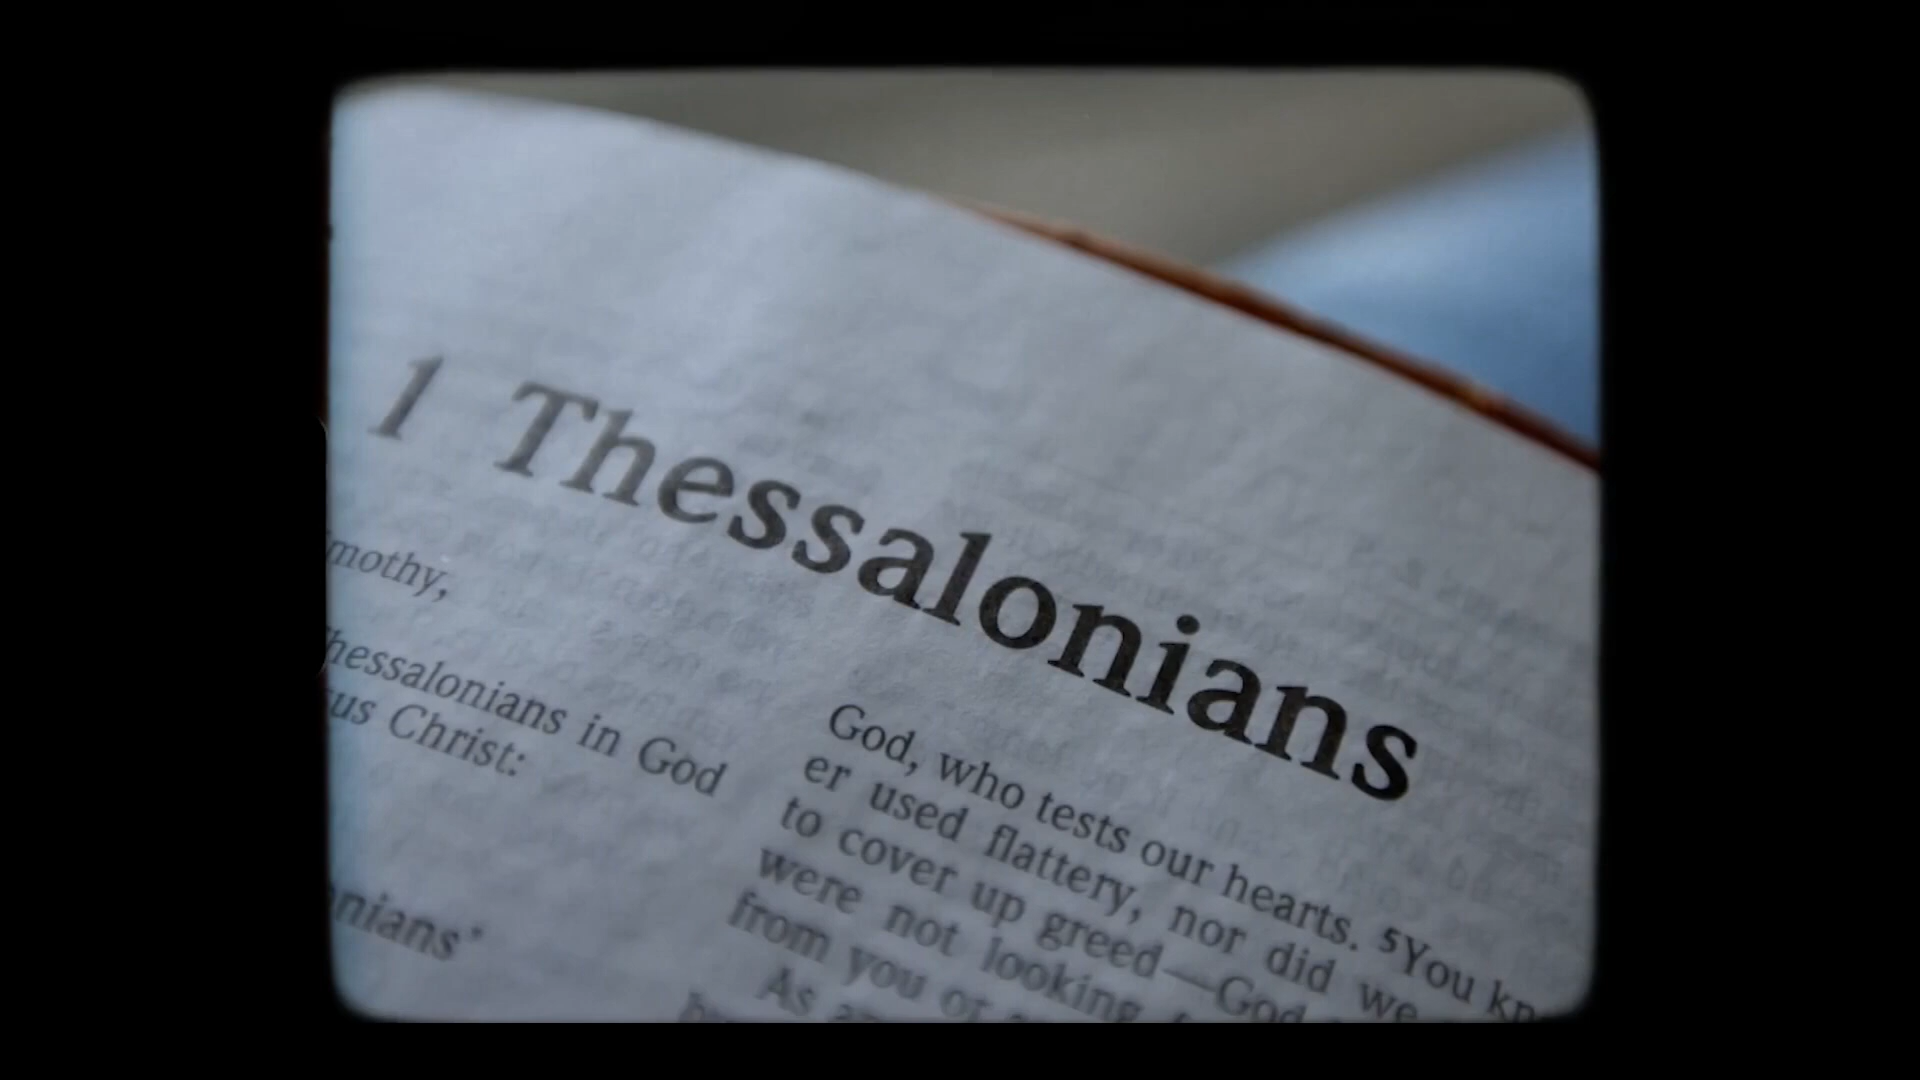 1 Thessalonians
mothy,
hessalonians in God
us Christ:
nians'
God, who tests our hearts. 5You kn
er used flattery, nor did we
to cover up greed—God
were not looking
from you or
As